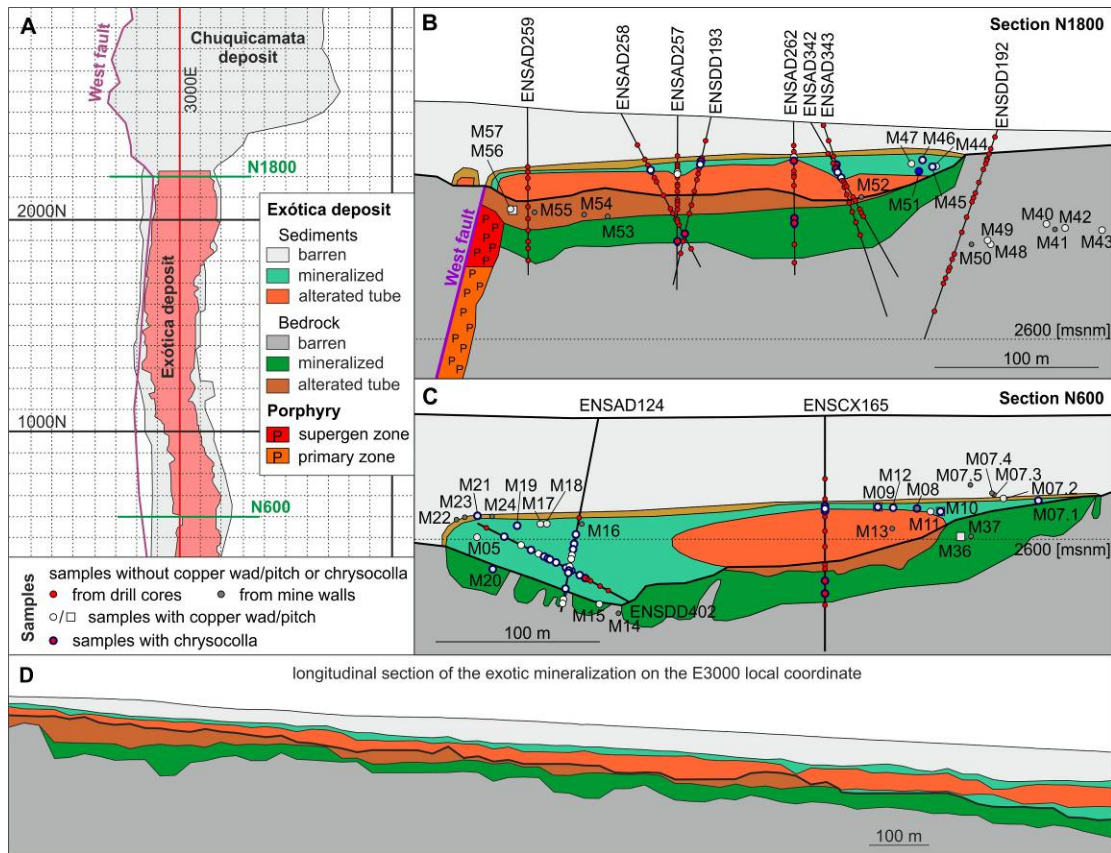 A
Chuquicamata
deposit
West fault
3000E
N1800
2000N
Exótica deposit
1000N
N600
Exótica deposit
Sediments
barren
mineralized
alterated tube
Bedrock
barren
mineralized
alterated tube
Porphyry
P supergen zone
P primary zone
Samples
samples without copper wad/pitch or chrysocolla
from drill cores
from mine walls
/ samples with copper wad/pitch
samples with chrysocolla
B
Section N1800
ENSAD259
ENSAD258
ENSAD257
ENSDD193
ENSAD262
ENSAD342
ENSAD343
ENSDD192
M57
M56
M47
M46
M44
M55
M54
M53
M52
M51
M45
M40
M42
M49
M41
M43
M50
M48
West fault
P P P P P P P P P P P P P
2600 [msnm]
100 m
C
Section N600
ENSAD124
ENSCX165
M21
M23
M22
M24
M19
M17
M18
M16
M05
M20
M15
M14
ENSDD402
M09
M12
M08
M07.5
M07.4
M07.3
M07.2
M07.1
M13
M11
M10
M37
M36
2600 [msnm]
100 m
D
longitudinal section of the exotic mineralization on the E3000 local coordinate
100 m